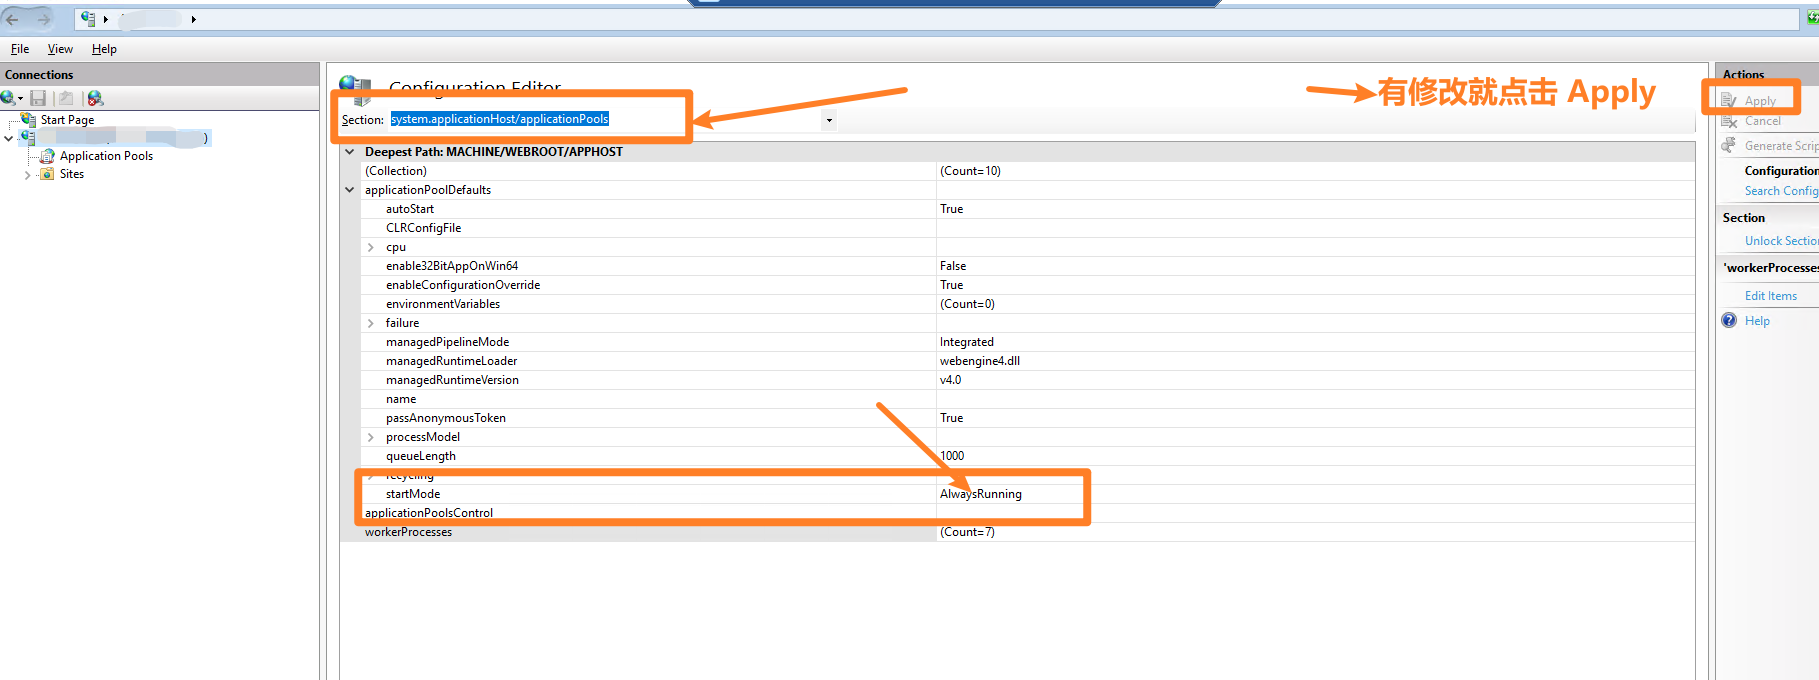 File View Help
Connections
Start Page
)
Application Pools
Sites
Configuration Editor
Section: system.applicationHost/applicationPools
Deepest Path: MACHINE/WEBROOT/APPHOST
(Collection) (Count=10)
applicationPoolDefaults
autoStart True
CLRConfigFile
cpu
enable32BitAppOnWin64 False
enableConfigurationOverride True
environmentVariables (Count=0)
failure
managedPipelineMode Integrated
managedRuntimeLoader webengine4.dll
managedRuntimeVersion v4.0
name
passAnonymousToken True
processModel
queueLength 1000
recycling
startMode AlwaysRunning
applicationPoolsControl
workerProcesses (Count=7)
有修改就点击 Apply
Actions
Apply
Cancel
Generate Scrip
Configuration
Search Config
Section
Unlock Section
'workerProcesses
Edit Items
Help